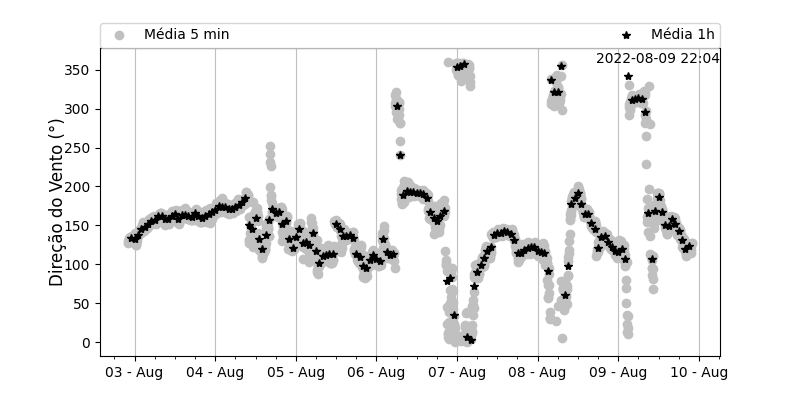 Média 5 min
Média 1h
2022-08-09 22:04
Direção do Vento (°)
350
300
250
200
150
100
50
0
03 - Aug
04 - Aug
05 - Aug
06 - Aug
07 - Aug
08 - Aug
09 - Aug
10 - Aug